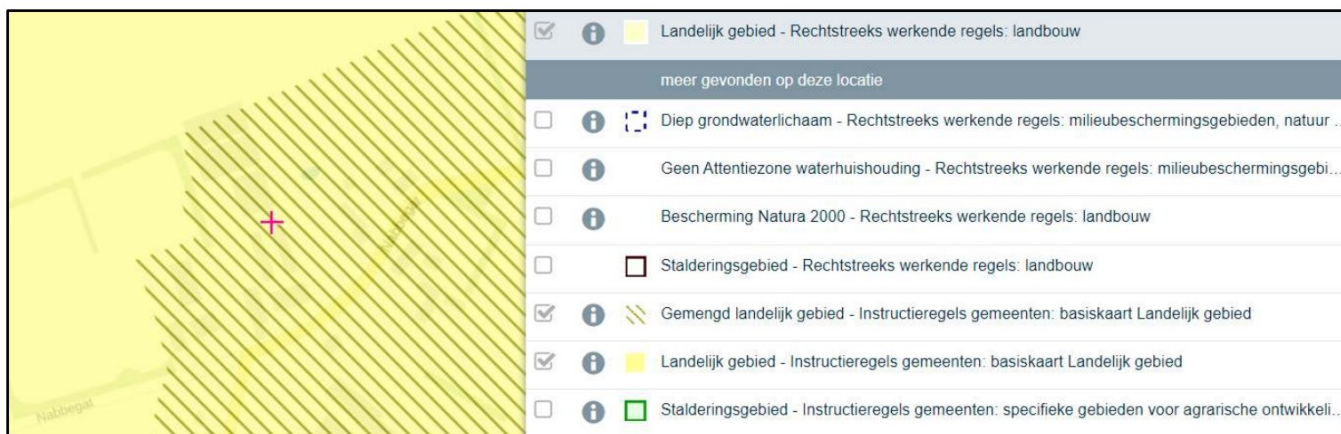 Landelijk gebied - Rechtstreeks werkende regels: landbouw
meer gevonden op deze locatie
Diep grondwaterlichaam - Rechtstreeks werkende regels: milieubeschermingsgebieden, natuur ...
Geen Attentiezone waterhuishouding - Rechtstreeks werkende regels: milieubeschermingsgebi...
Bescherming Natura 2000 - Rechtstreeks werkende regels: landbouw
Stalderingsgebied - Rechtstreeks werkende regels: landbouw
Gemengd landelijk gebied - Instructieregels gemeenten: basiskaart Landelijk gebied
Landelijk gebied - Instructieregels gemeenten: basiskaart Landelijk gebied
Stalderingsgebied - Instructieregels gemeenten: specifieke gebieden voor agrarische ontwikkeli...
Nabbegat
Nabbegat